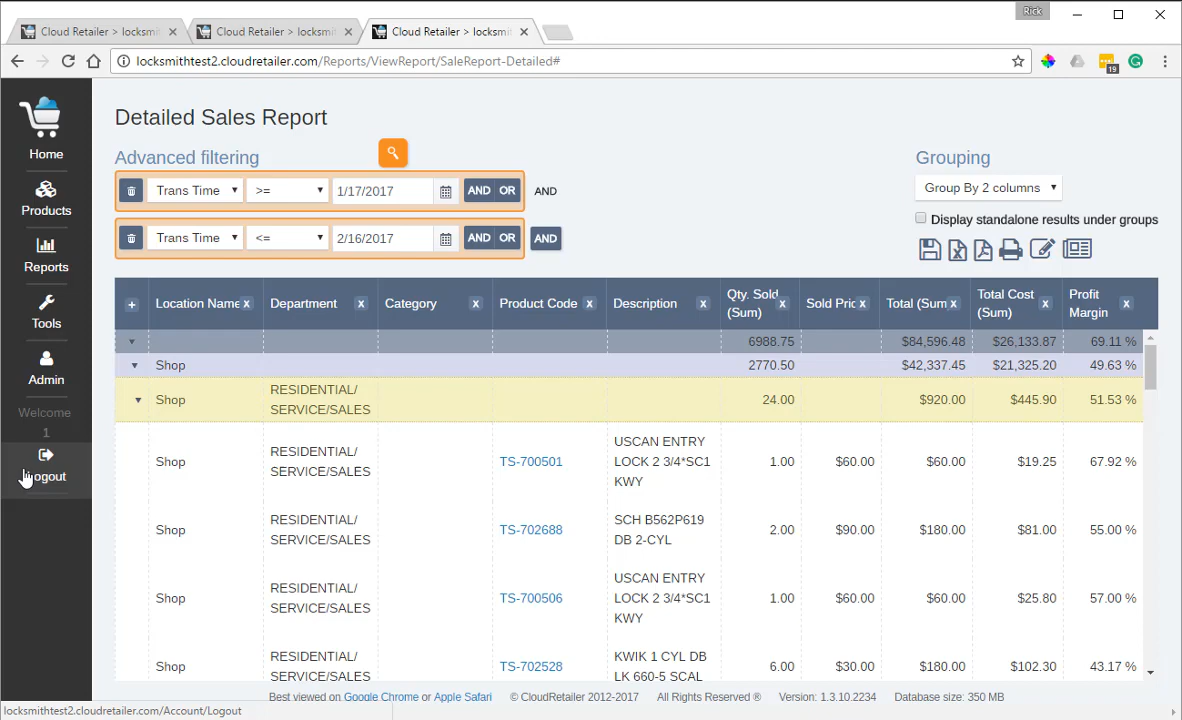 Rick
Cloud Retailer > locksmi
Cloud Retailer > locksmi
Cloud Retailer > locksmi
locksmithtest2.cloudretailer.com/Reports/ViewReport/SaleReport-Detailed#
19
Home
Products
Reports
Tools
Admin
Welcome
1
ogout
Detailed Sales Report
Advanced filtering
Grouping
Trans Time >= 1/17/2017 AND OR AND
Group By 2 columns
Display standalone results under groups
Trans Time <= 2/16/2017 AND OR AND
+ Location Name x Department x Category x Product Code x Description x Qty. Sold (Sum) x Sold Pric x Total (Sum x Total Cost (Sum) x Profit Margin x
6988.75 $84,596.48 $26,133.87 69.11 %
Shop 2770.50 $42,337.45 $21,325.20 49.63 %
RESIDENTIAL/
Shop 24.00 $920.00 $445.90 51.53 %
SERVICE/SALES
USCAN ENTRY
RESIDENTIAL/
Shop TS-700501 LOCK 2 3/4*SC1 1.00 $60.00 $60.00 $19.25 67.92 %
SERVICE/SALES
KWY
RESIDENTIAL/ SCH B562P619
Shop TS-702688 2.00 $90.00 $180.00 $81.00 55.00 %
SERVICE/SALES DB 2-CYL
USCAN ENTRY
RESIDENTIAL/
Shop TS-700506 LOCK 2 3/4*SC1 1.00 $60.00 $60.00 $25.80 57.00 %
SERVICE/SALES
KWY
RESIDENTIAL/ KWIK 1 CYL DB
Shop TS-702528 6.00 $30.00 $180.00 $102.30 43.17 %
SERVICE/SALES LK 660-5 SCAL
Best viewed on Google Chrome or Apple Safari © CloudRetailer 2012-2017 All Rights Reserved ® Version: 1.3.10.2234 Database size: 350 MB
locksmithtest2.cloudretailer.com/Account/Logout